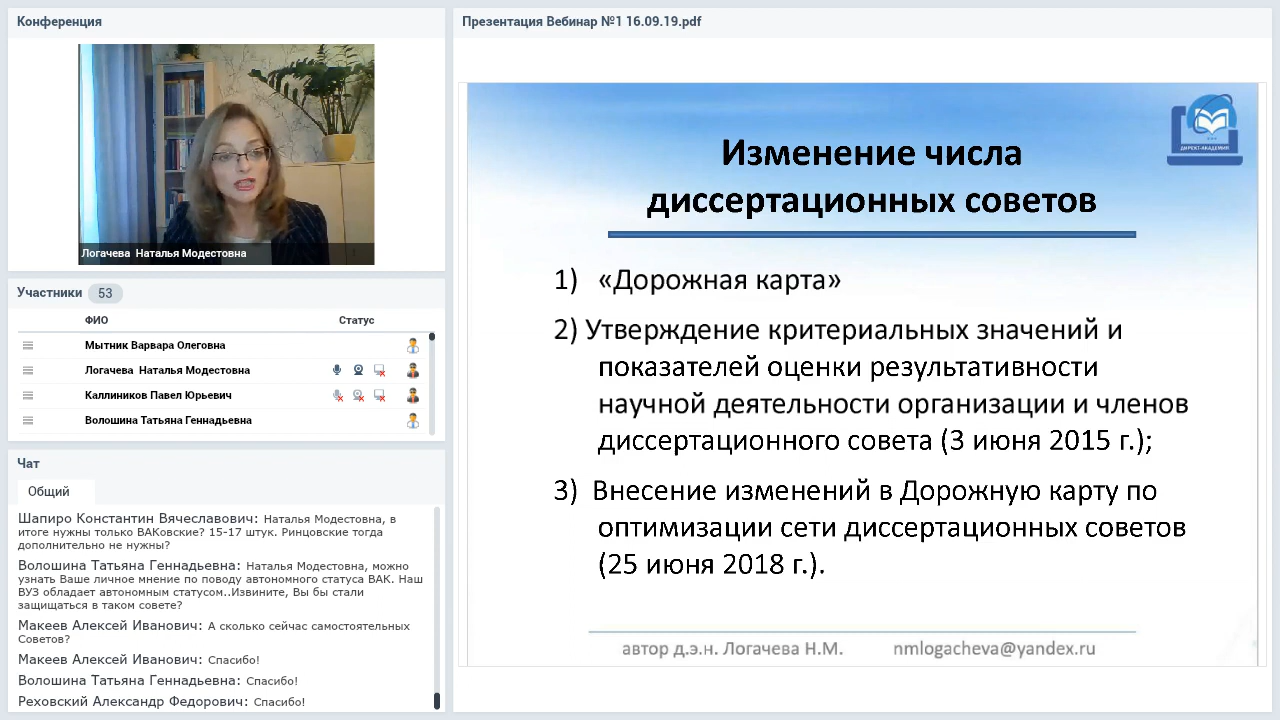 Конференция
Логачева  Наталья Модестовна
Участники 53
ФИО Статус
Мытник Варвара Олеговна
Логачева  Наталья Модестовна
Каллиников Павел Юрьевич
Волошина Татьяна Геннадьевна
Чат
Общий
Шапиро Константин Вячеславович: Наталья Модестовна, в
итоге нужны только ВАКовские? 15-17 штук. Ринцовские тогда
дополнительно не нужны?
Волошина Татьяна Геннадьевна: Наталья Модестовна, можно
узнать Ваше личное мнение по поводу автономного статуса ВАК. Наш
ВУЗ обладает автономным статусом..Извините, Вы бы стали
защищаться в таком совете?
Макеев Алексей Иванович: А сколько сейчас самостоятельных
Советов?
Макеев Алексей Иванович: Спасибо!
Волошина Татьяна Геннадьевна: Спасибо!
Реховский Александр Федорович: Спасибо!
Презентация Вебинар №1 16.09.19.pdf
ДИРЕКТ-АКАДЕМИЯ
Изменение числа
диссертационных советов
1) «Дорожная карта»
2) Утверждение критериальных значений и
показателей оценки результативности
научной деятельности организации и членов
диссертационного совета (3 июня 2015 г.);
3) Внесение изменений в Дорожную карту по
оптимизации сети диссертационных советов
(25 июня 2018 г.).
автор д.э.н. Логачева Н.М. nmlogacheva@yandex.ru